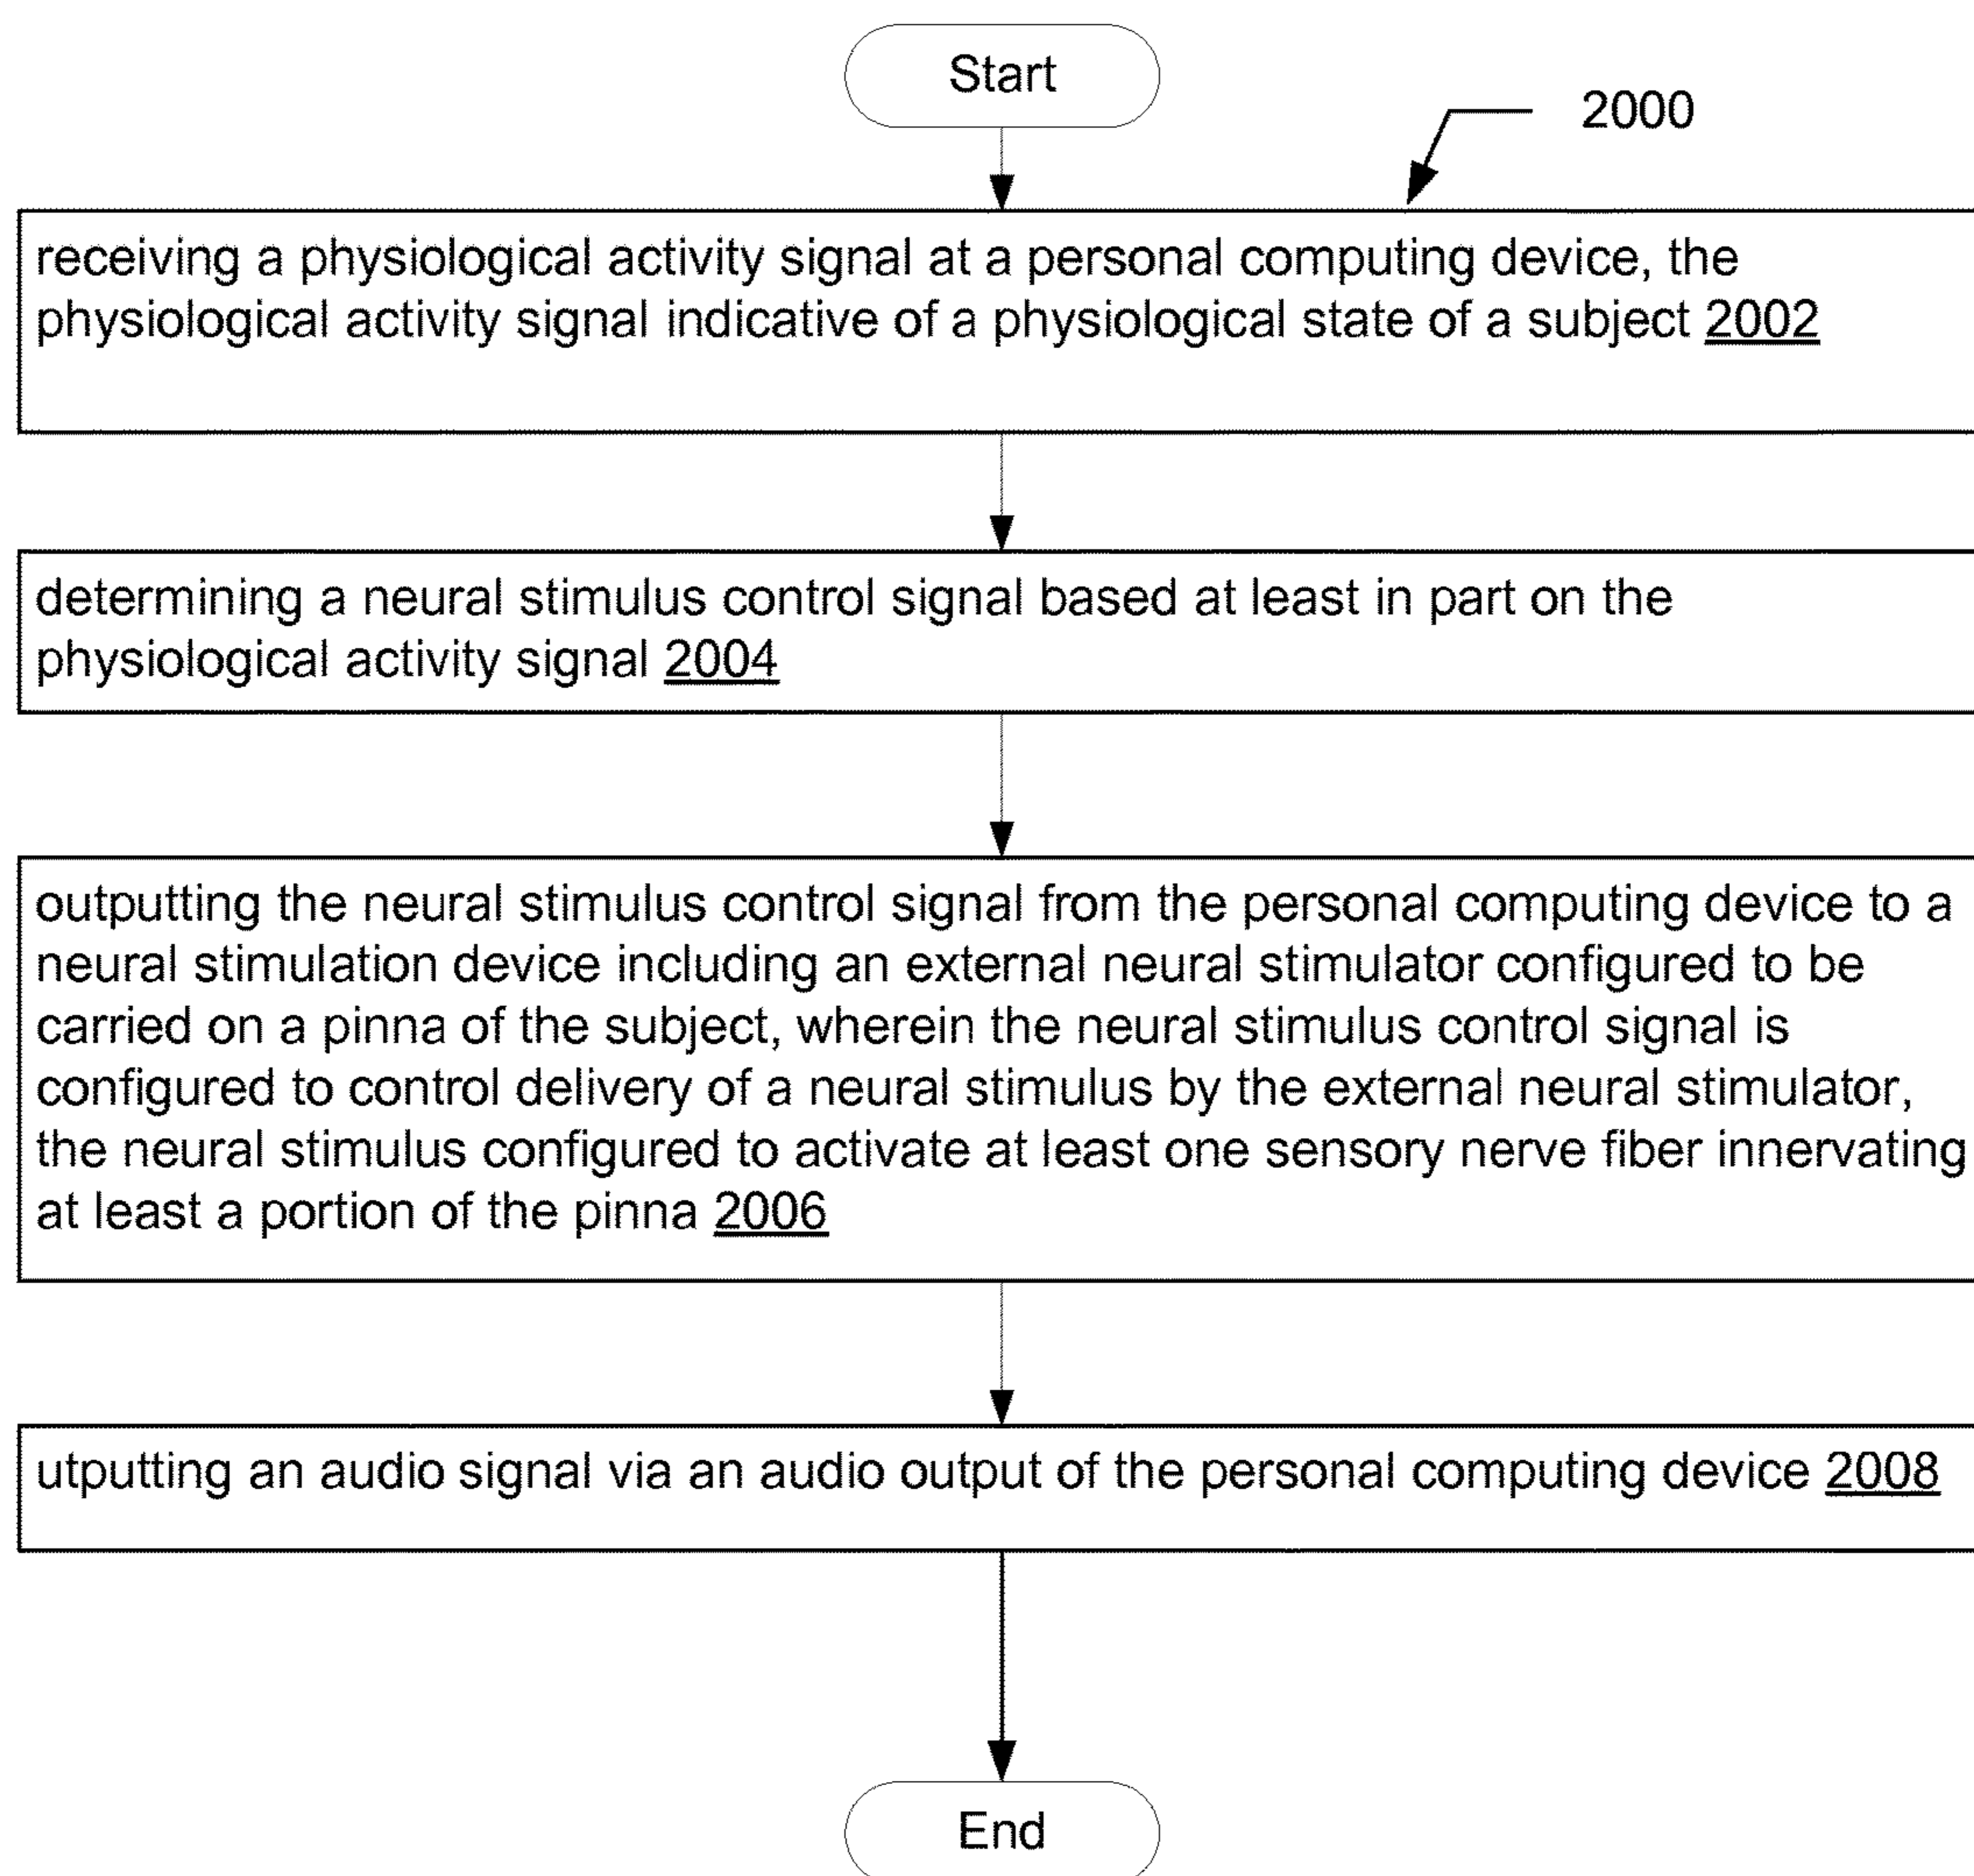 Start
2000
receiving a physiological activity signal at a personal computing device, the
physiological activity signal indicative of a physiological state of a subject 2002
determining a neural stimulus control signal based at least in part on the
physiological activity signal 2004
outputting the neural stimulus control signal from the personal computing device to a
neural stimulation device including an external neural stimulator configured to be
carried on a pinna of the subject, wherein the neural stimulus control signal is
configured to control delivery of a neural stimulus by the external neural stimulator,
the neural stimulus configured to activate at least one sensory nerve fiber innervating
at least a portion of the pinna 2006
utputting an audio signal via an audio output of the personal computing device 2008
End